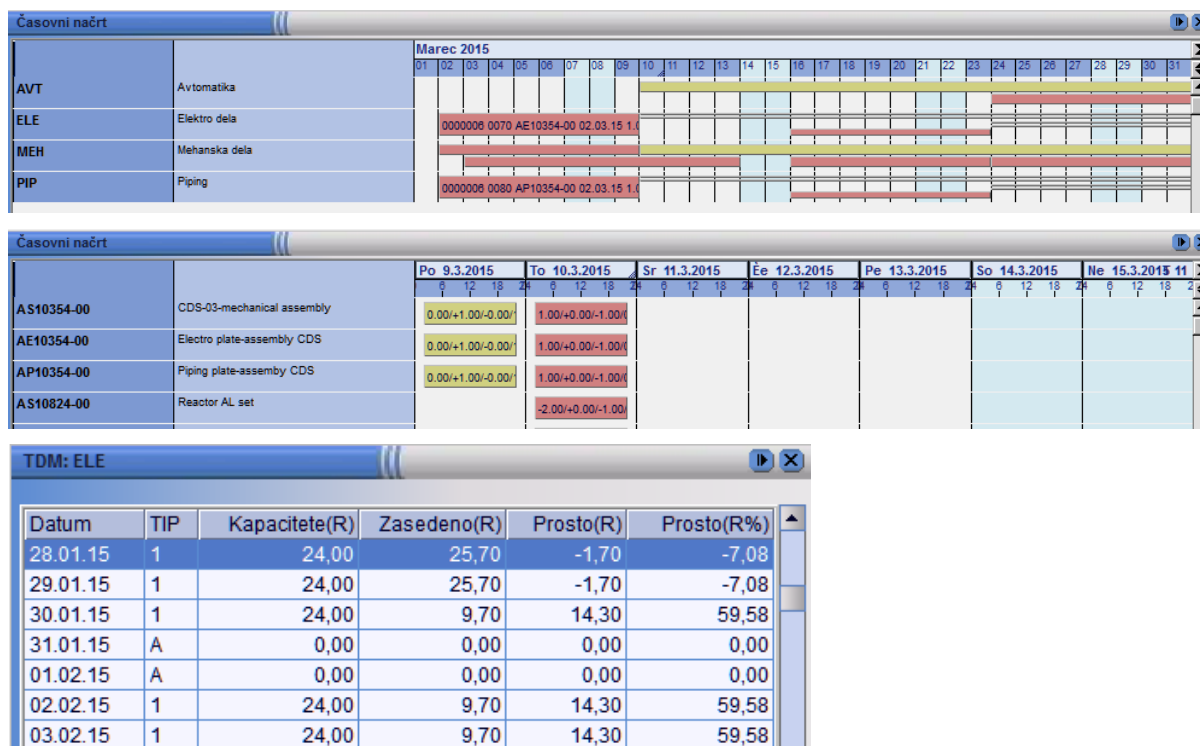 Časovni načrt
Marec 2015
01 02 03 04 05 06 07 08 09 10 11 12 13 14 15 16 17 18 19 20 21 22 23 24 25 26 27 28 29 30 31
AVT Avtomatika
ELE Elektro dela 0000006 0070 AE10354-00 02.03.15 1.0
MEH Mehanska dela
PIP Piping 0000006 0080 AP10354-00 02.03.15 1.0
Časovni načrt
Po 9.3.2015 To 10.3.2015 Sr 11.3.2015 Èe 12.3.2015 Pe 13.3.2015 So 14.3.2015 Ne 15.3.2015 11
6 12 18 24 6 12 18 24 6 12 18 24 6 12 18 24 6 12 18 24 6 12 18 24 6 12 18 2
AS10354-00 CDS-03-mechanical assembly 0.00/+1.00/-0.00/ 1.00/+0.00/-1.00/
AE10354-00 Electro plate-assembly CDS 0.00/+1.00/-0.00/ 1.00/+0.00/-1.00/
AP10354-00 Piping plate-assemby CDS 0.00/+1.00/-0.00/ 1.00/+0.00/-1.00/
AS10824-00 Reactor AL set -2.00/+0.00/-1.00/
TDM: ELE
Datum TIP Kapacitete(R) Zasedeno(R) Prosto(R) Prosto(R%)
28.01.15 1 24,00 25,70 -1,70 -7,08
29.01.15 1 24,00 25,70 -1,70 -7,08
30.01.15 1 24,00 9,70 14,30 59,58
31.01.15 A 0,00 0,00 0,00 0,00
01.02.15 A 0,00 0,00 0,00 0,00
02.02.15 1 24,00 9,70 14,30 59,58
03.02.15 1 24,00 9,70 14,30 59,58